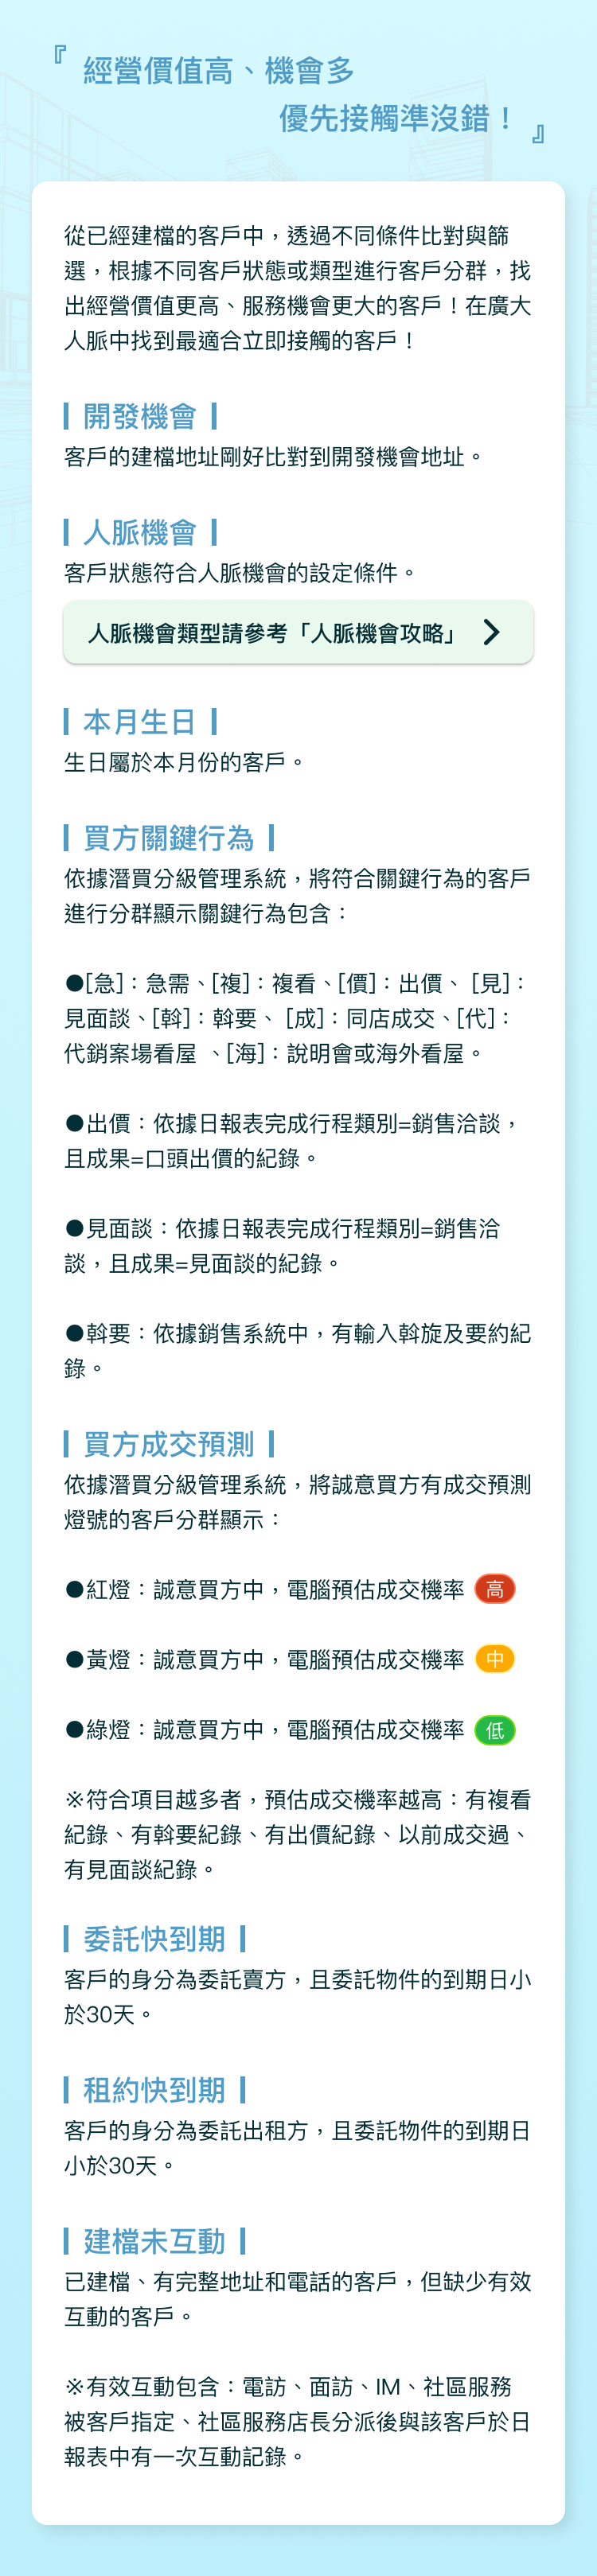 『 經營價值高、機會多
優先接觸準沒錯！ 』
從已經建檔的客戶中，透過不同條件比對與篩
選，根據不同客戶狀態或類型進行客戶分群，找
出經營價值更高、服務機會更大的客戶！在廣大
人脈中找到最適合立即接觸的客戶！
開發機會
客戶的建檔地址剛好比對到開發機會地址。
人脈機會
客戶狀態符合人脈機會的設定條件。
人脈機會類型請參考「人脈機會攻略」
本月生日
生日屬於本月份的客戶。
買方關鍵行為
依據潛買分級管理系統，將符合關鍵行為的客戶
進行分群顯示關鍵行為包含：
●[急]：急需、[複]：複看、[價]：出價、 [見]：
見面談、[斡]：斡要、 [成]：同店成交、[代]：
代銷案場看屋 、[海]：說明會或海外看屋。
●出價：依據日報表完成行程類別=銷售洽談，
且成果=口頭出價的紀錄。
●見面談：依據日報表完成行程類別=銷售洽
談，且成果=見面談的紀錄。
●斡要：依據銷售系統中，有輸入斡旋及要約紀
錄。
買方成交預測
依據潛買分級管理系統，將誠意買方有成交預測
燈號的客戶分群顯示：
●紅燈：誠意買方中，電腦預估成交機率 高
●黃燈：誠意買方中，電腦預估成交機率 中
●綠燈：誠意買方中，電腦預估成交機率 低
※符合項目越多者，預估成交機率越高：有複看
紀錄、有斡要紀錄、有出價紀錄、以前成交過、
有見面談紀錄。
委託快到期
客戶的身分為委託賣方，且委託物件的到期日小
於30天。
租約快到期
客戶的身分為委託出租方，且委託物件的到期日
小於30天。
建檔未互動
已建檔、有完整地址和電話的客戶，但缺少有效
互動的客戶。
※有效互動包含：電訪、面訪、IM、社區服務
被客戶指定、社區服務店長分派後與該客戶於日
報表中有一次互動記錄。